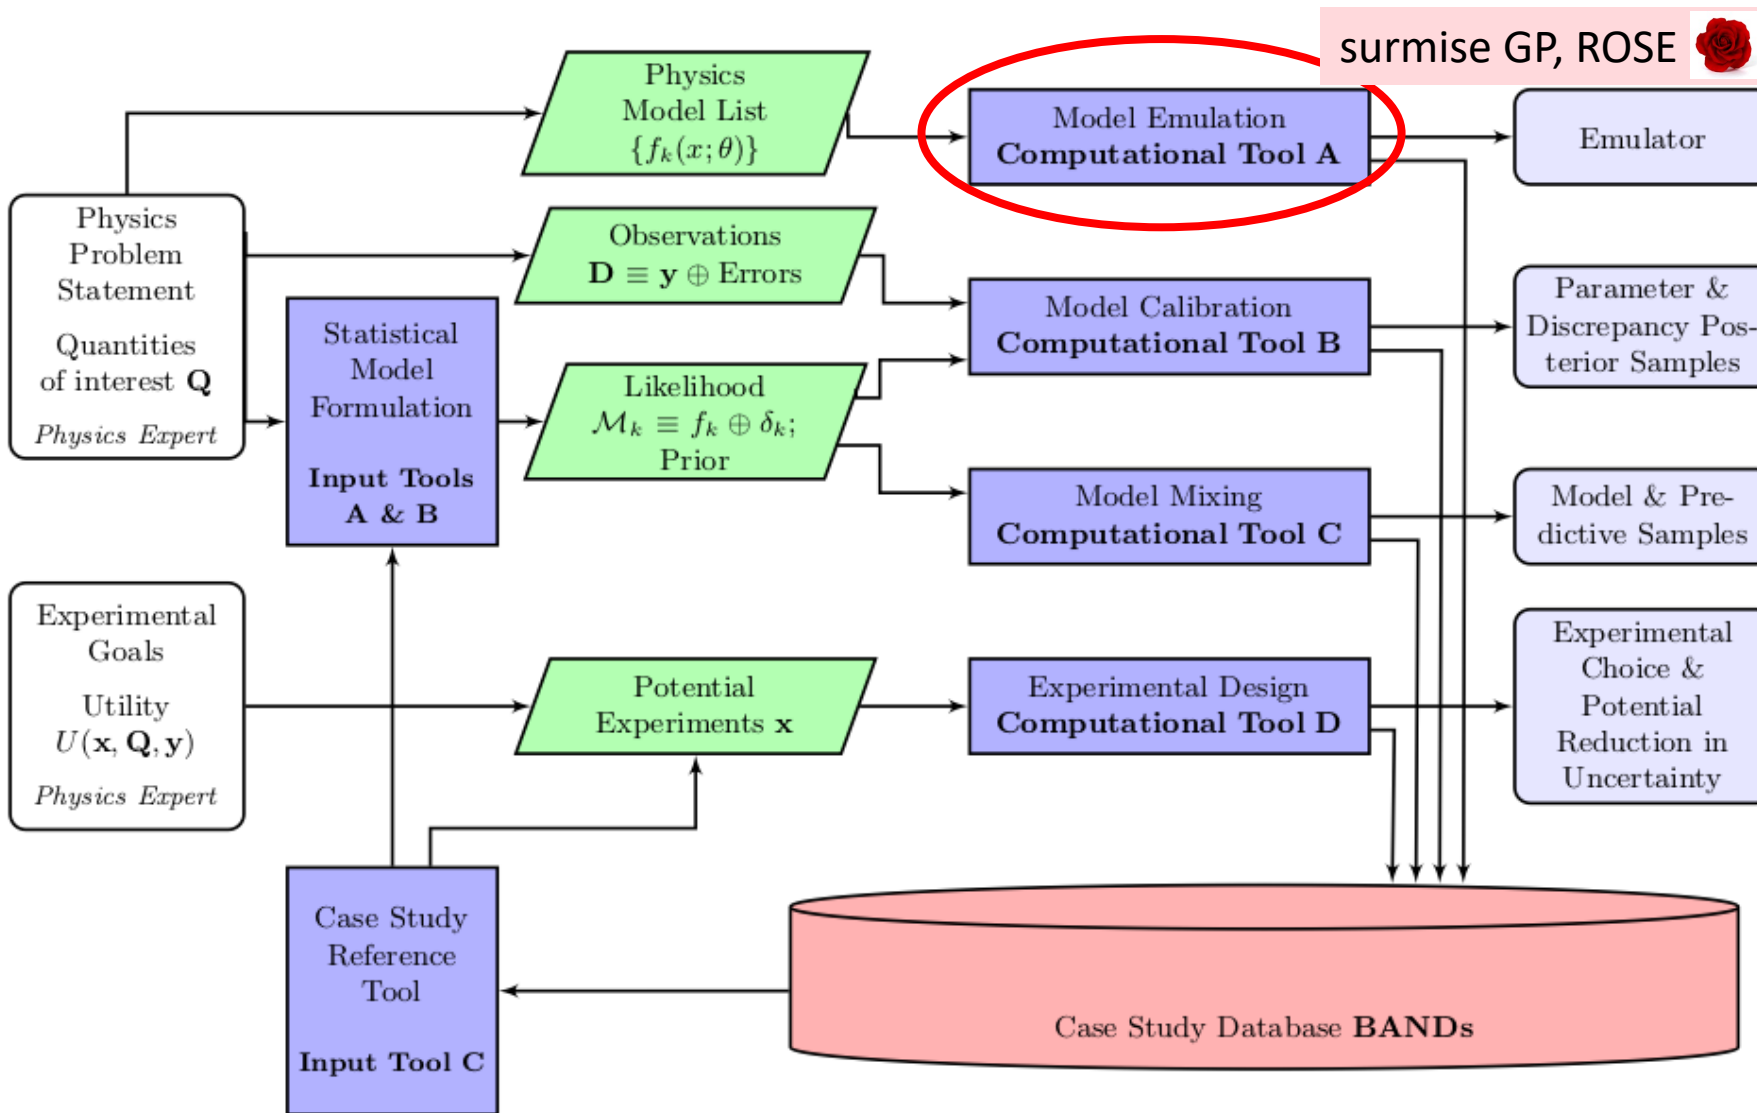 surmise GP, ROSE
Physics
Model List
{f_k(x; θ)}
Model Emulation
Computational Tool A
Emulator
Physics
Problem
Statement
Quantities
of interest Q
Physics Expert
Observations
D ≡ y ⊕ Errors
Statistical
Model
Formulation
Input Tools
A & B
Likelihood
ℳ_k ≡ f_k ⊕ δ_k;
Prior
Model Calibration
Computational Tool B
Parameter &
Discrepancy Pos-
terior Samples
Model Mixing
Computational Tool C
Model & Pre-
dictive Samples
Experimental
Goals
Utility
U(x, Q, y)
Physics Expert
Potential
Experiments x
Experimental Design
Computational Tool D
Experimental
Choice &
Potential
Reduction in
Uncertainty
Case Study
Reference
Tool
Input Tool C
Case Study Database BANDs